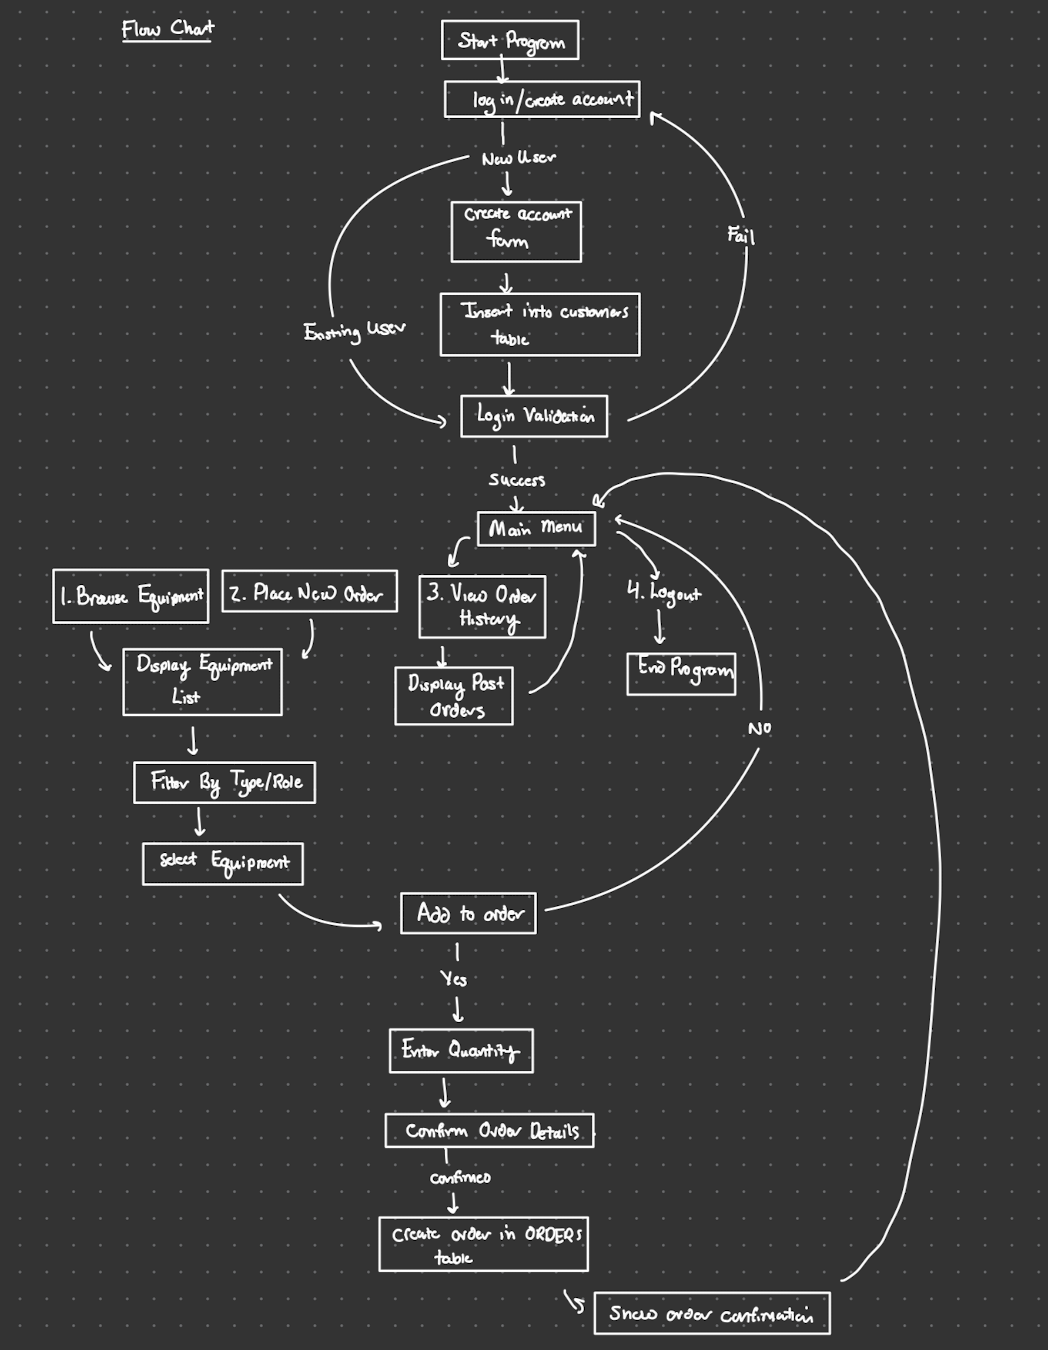 Flow Chart
Start Program
log in/create account
New User
Create account
form
Fail
Insert into customers
table
Existing User
Login Validation
Success
Main Menu
1. Browse Equipment
2. Place New Order
3. View Order
History
4. Logout
Display Equipment
List
Display Past
Orders
End Program
No
Filter By Type/Role
Select Equipment
Add to order
Yes
Enter Quantity
Confirm Order Details
Confirmed
Create order in ORDERS
table
Show order confirmation